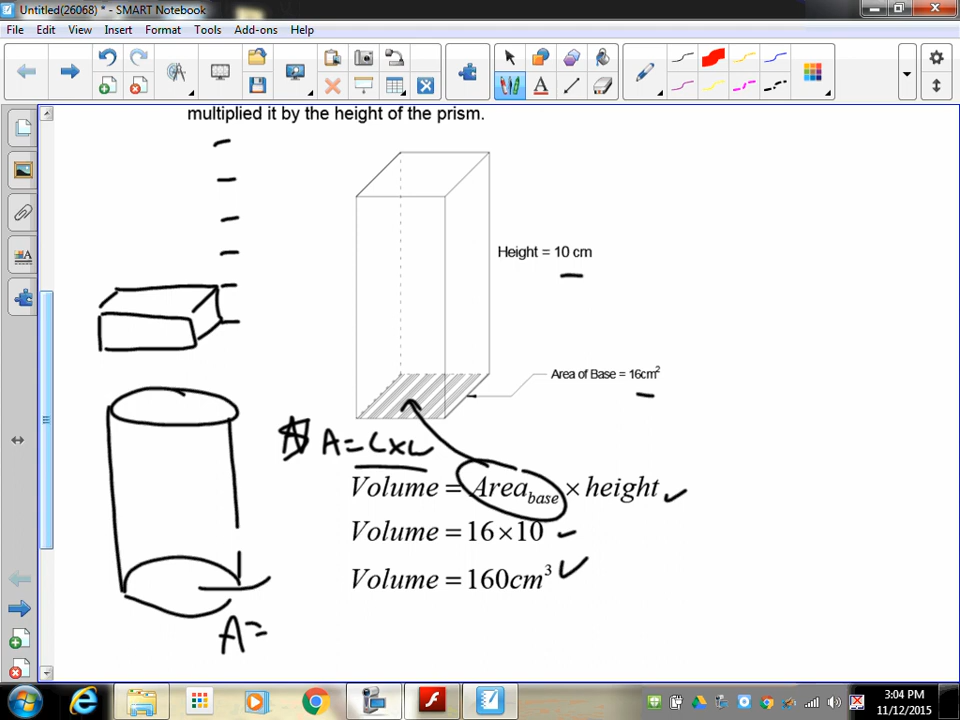 Untitled(26068) * - SMART Notebook
File Edit View Insert Format Tools Add-ons Help
multiplied it by the height of the prism.
Height = 10 cm
Area of Base = 16cm²
A = L×L
Volume = Area_base × height
Volume = 16 × 10
Volume = 160cm³
A=
3:04 PM
11/12/2015